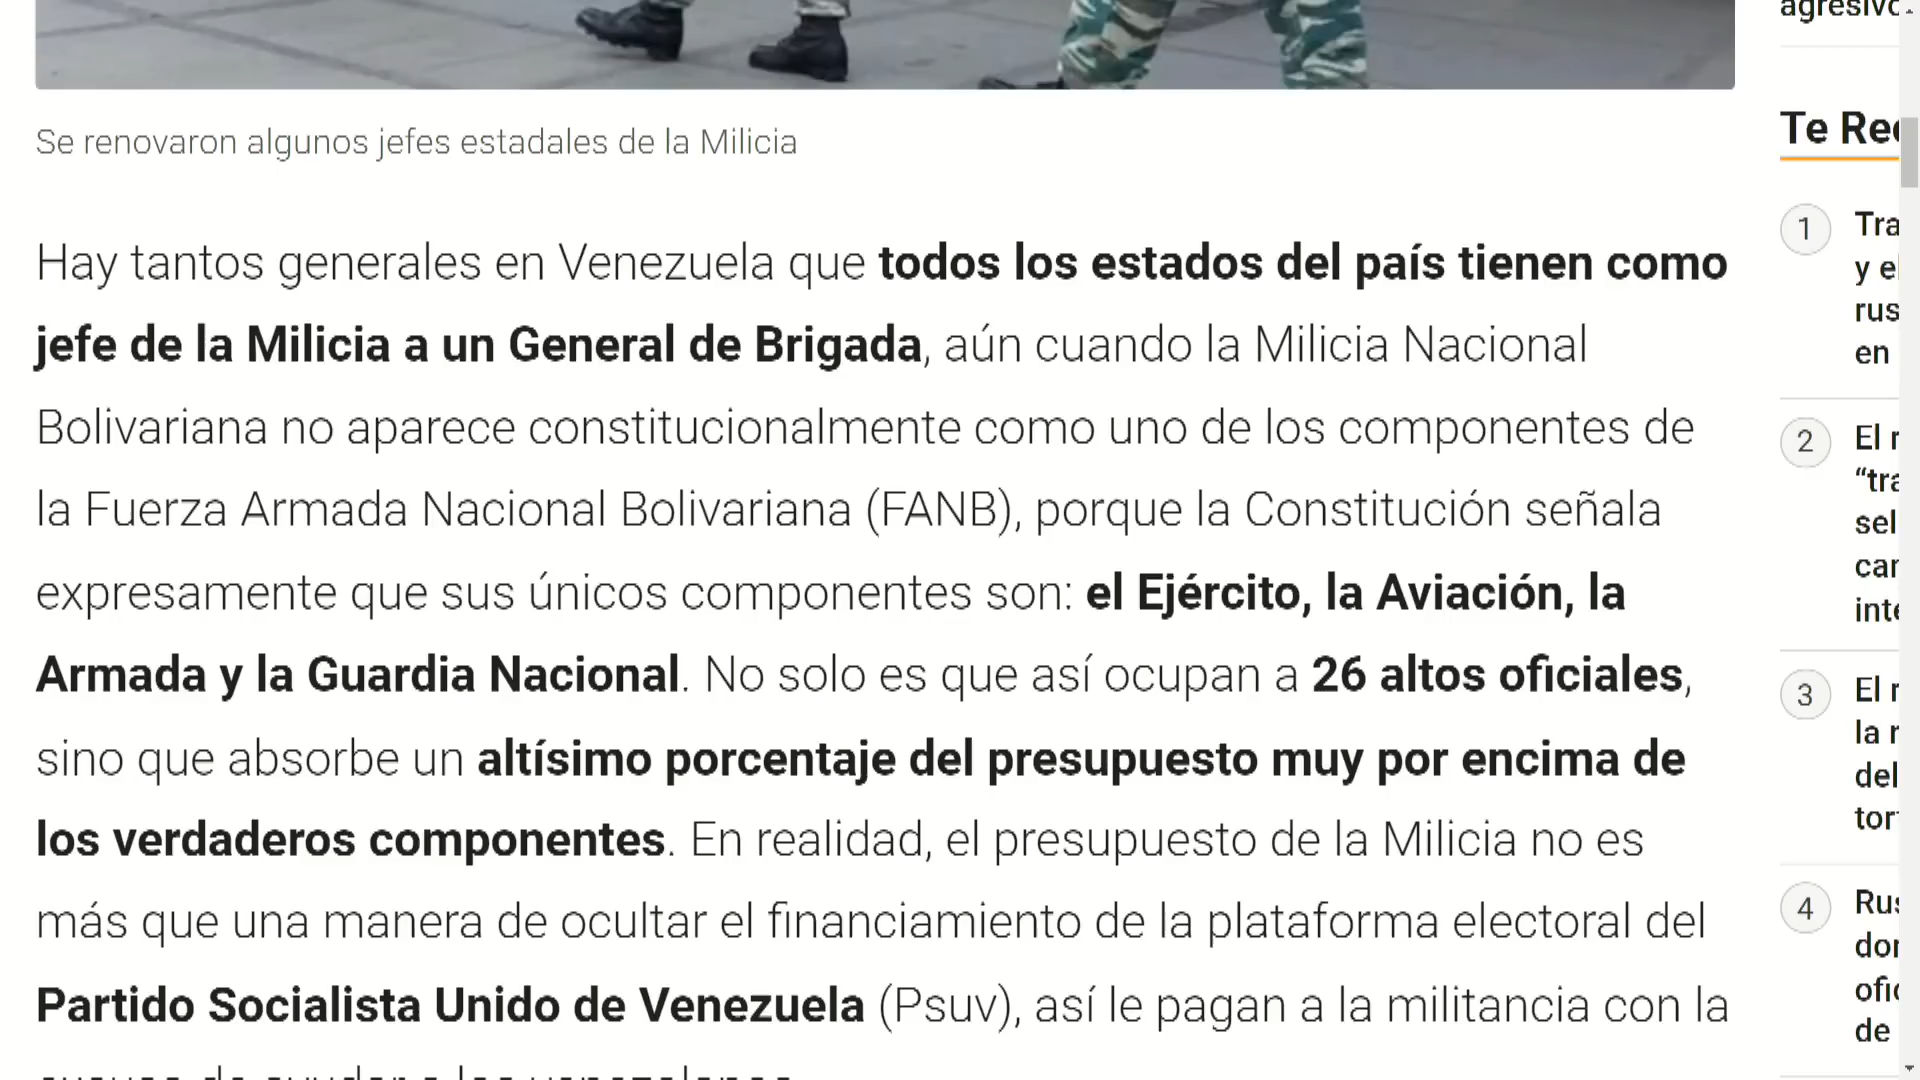 agresivo
Se renovaron algunos jefes estadales de la Milicia
Hay tantos generales en Venezuela que todos los estados del país tienen como
jefe de la Milicia a un General de Brigada, aún cuando la Milicia Nacional
Bolivariana no aparece constitucionalmente como uno de los componentes de
la Fuerza Armada Nacional Bolivariana (FANB), porque la Constitución señala
expresamente que sus únicos componentes son: el Ejército, la Aviación, la
Armada y la Guardia Nacional. No solo es que así ocupan a 26 altos oficiales,
sino que absorbe un altísimo porcentaje del presupuesto muy por encima de
los verdaderos componentes. En realidad, el presupuesto de la Milicia no es
más que una manera de ocultar el financiamiento de la plataforma electoral del
Partido Socialista Unido de Venezuela (Psuv), así le pagan a la militancia con la
Te
1
y
en
2
El
3
El
la
4
de